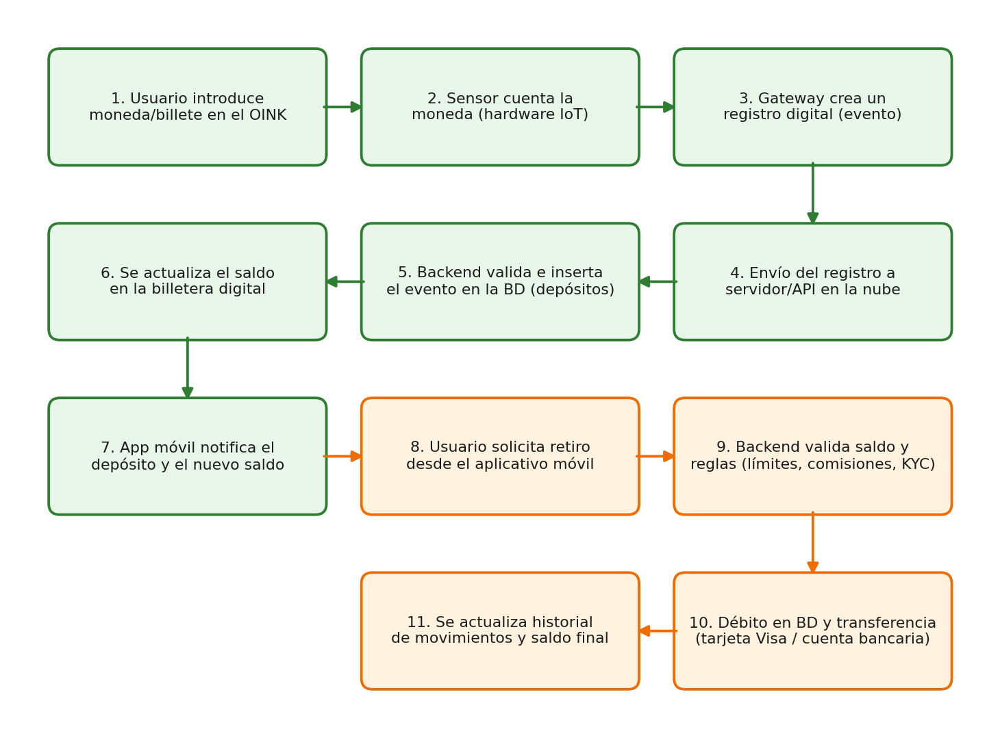 1. Usuario introduce
moneda/billete en el OINK
2. Sensor cuenta la
moneda (hardware IoT)
3. Gateway crea un
registro digital (evento)
4. Envío del registro a
servidor/API en la nube
5. Backend valida e inserta
el evento en la BD (depósitos)
6. Se actualiza el saldo
en la billetera digital
7. App móvil notifica el
depósito y el nuevo saldo
8. Usuario solicita retiro
desde el aplicativo móvil
9. Backend valida saldo y
reglas (límites, comisiones, KYC)
10. Débito en BD y transferencia
(tarjeta Visa / cuenta bancaria)
11. Se actualiza historial
de movimientos y saldo final